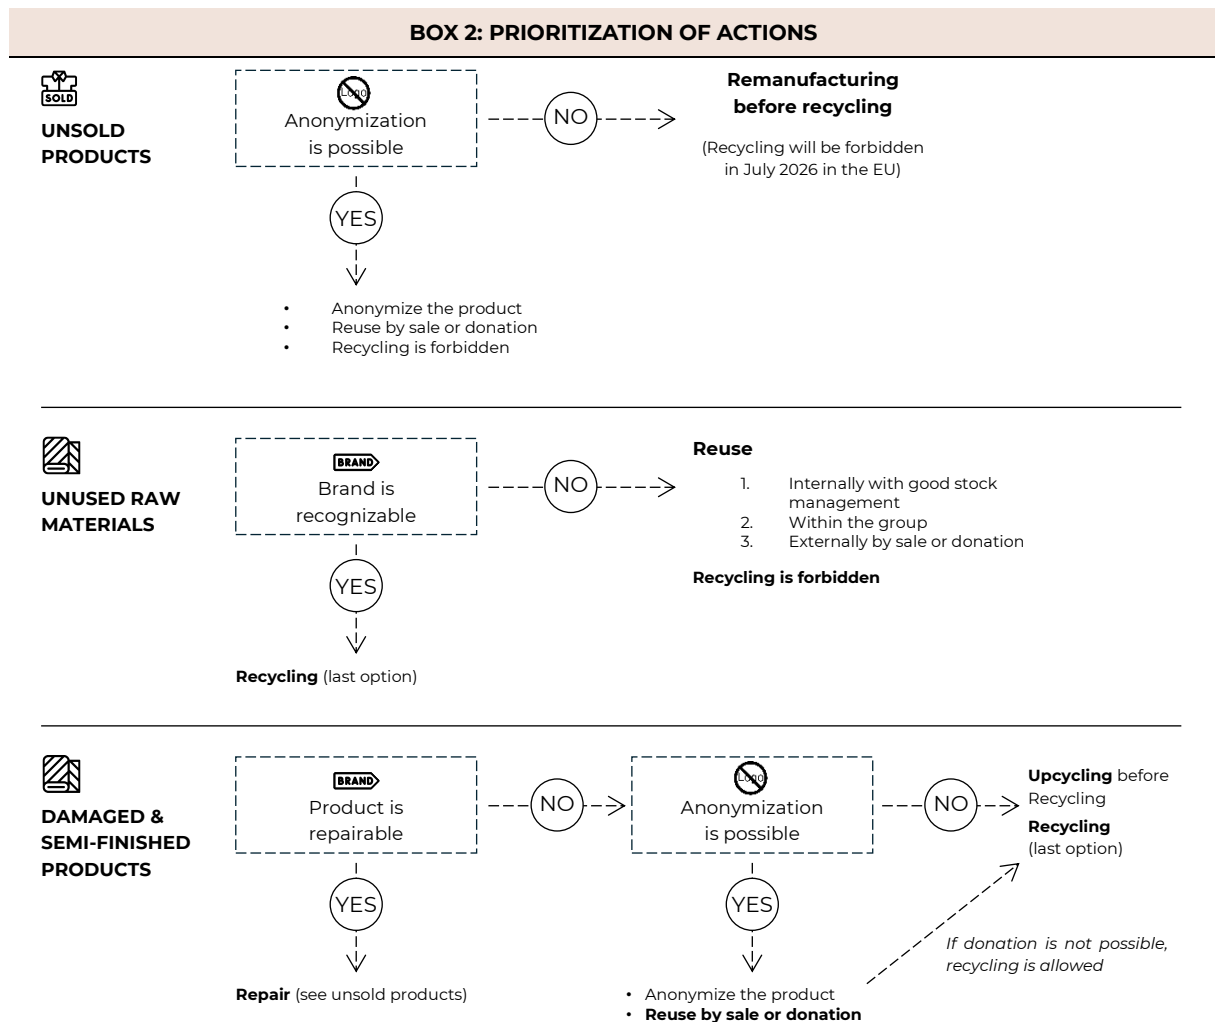 BOX 2: PRIORITIZATION OF ACTIONS
SOLD
UNSOLD
PRODUCTS
Logo
Anonymization
is possible
NO
Remanufacturing
before recycling
(Recycling will be forbidden
in July 2026 in the EU)
YES
• Anonymize the product
• Reuse by sale or donation
• Recycling is forbidden
UNUSED RAW
MATERIALS
BRAND
Brand is
recognizable
NO
Reuse
1. Internally with good stock
management
2. Within the group
3. Externally by sale or donation
Recycling is forbidden
YES
Recycling (last option)
DAMAGED &
SEMI-FINISHED
PRODUCTS
BRAND
Product is
repairable
NO
Logo
Anonymization
is possible
NO
Upcycling before
Recycling
Recycling
(last option)
YES
YES
If donation is not possible,
recycling is allowed
Repair (see unsold products)
• Anonymize the product
• Reuse by sale or donation